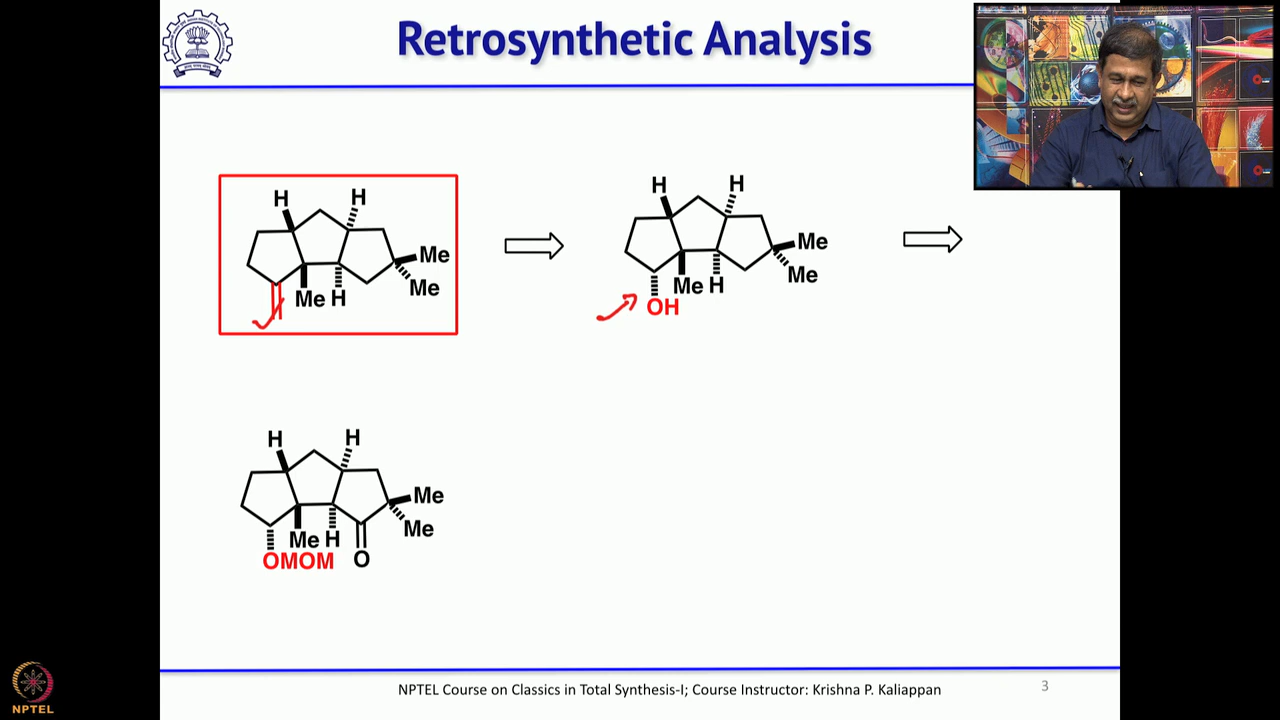 Retrosynthetic Analysis
H H
Me
Me
Me H
H H
Me
Me
Me H
OH
H H
Me
Me
Me H
OMOM O
NPTEL Course on Classics in Total Synthesis-I; Course Instructor: Krishna P. Kaliappan
3
NPTEL